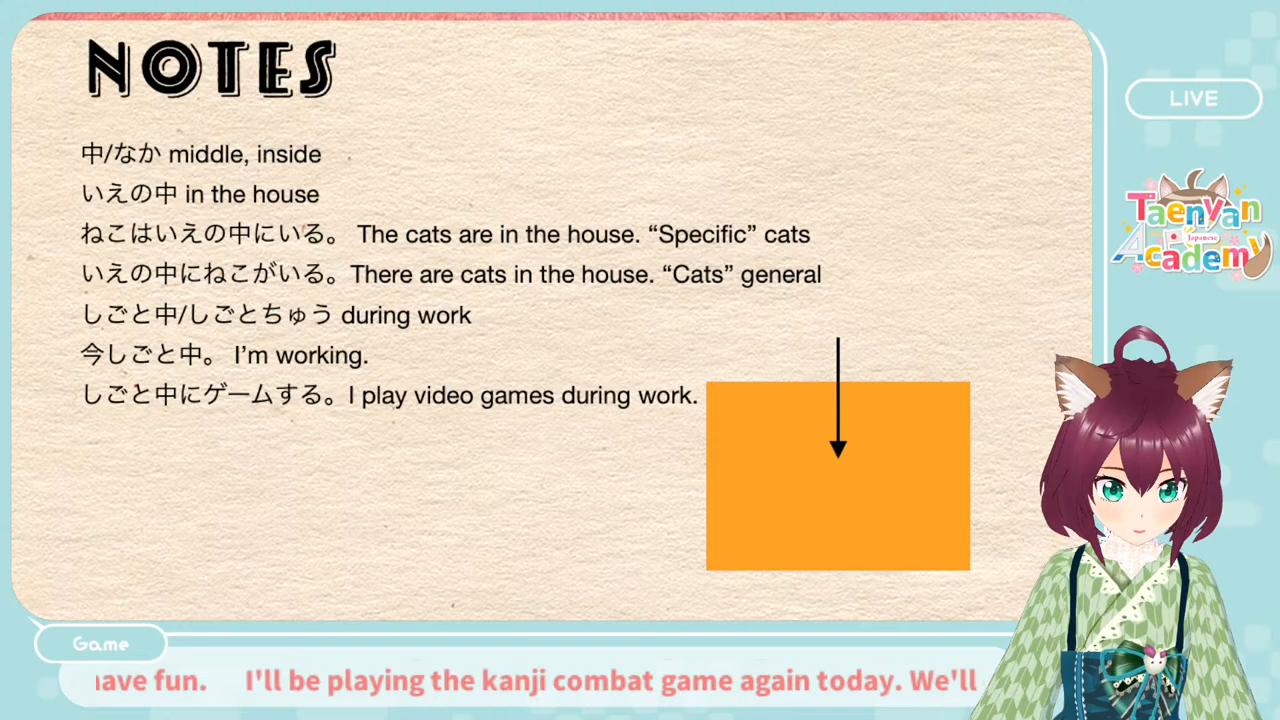 NOTES
中/なか middle, inside
いえの中 in the house
ねこはいえの中にいる。 The cats are in the house. “Specific” cats
いえの中にねこがいる。There are cats in the house. “Cats” general
しごと中/しごとちゅう during work
今しごと中。 I’m working.
しごと中にゲームする。I play video games during work.
LIVE
Taenyan
Japanese
Academy
Game
ave fun. I'll be playing the kanji combat game again today. We'll